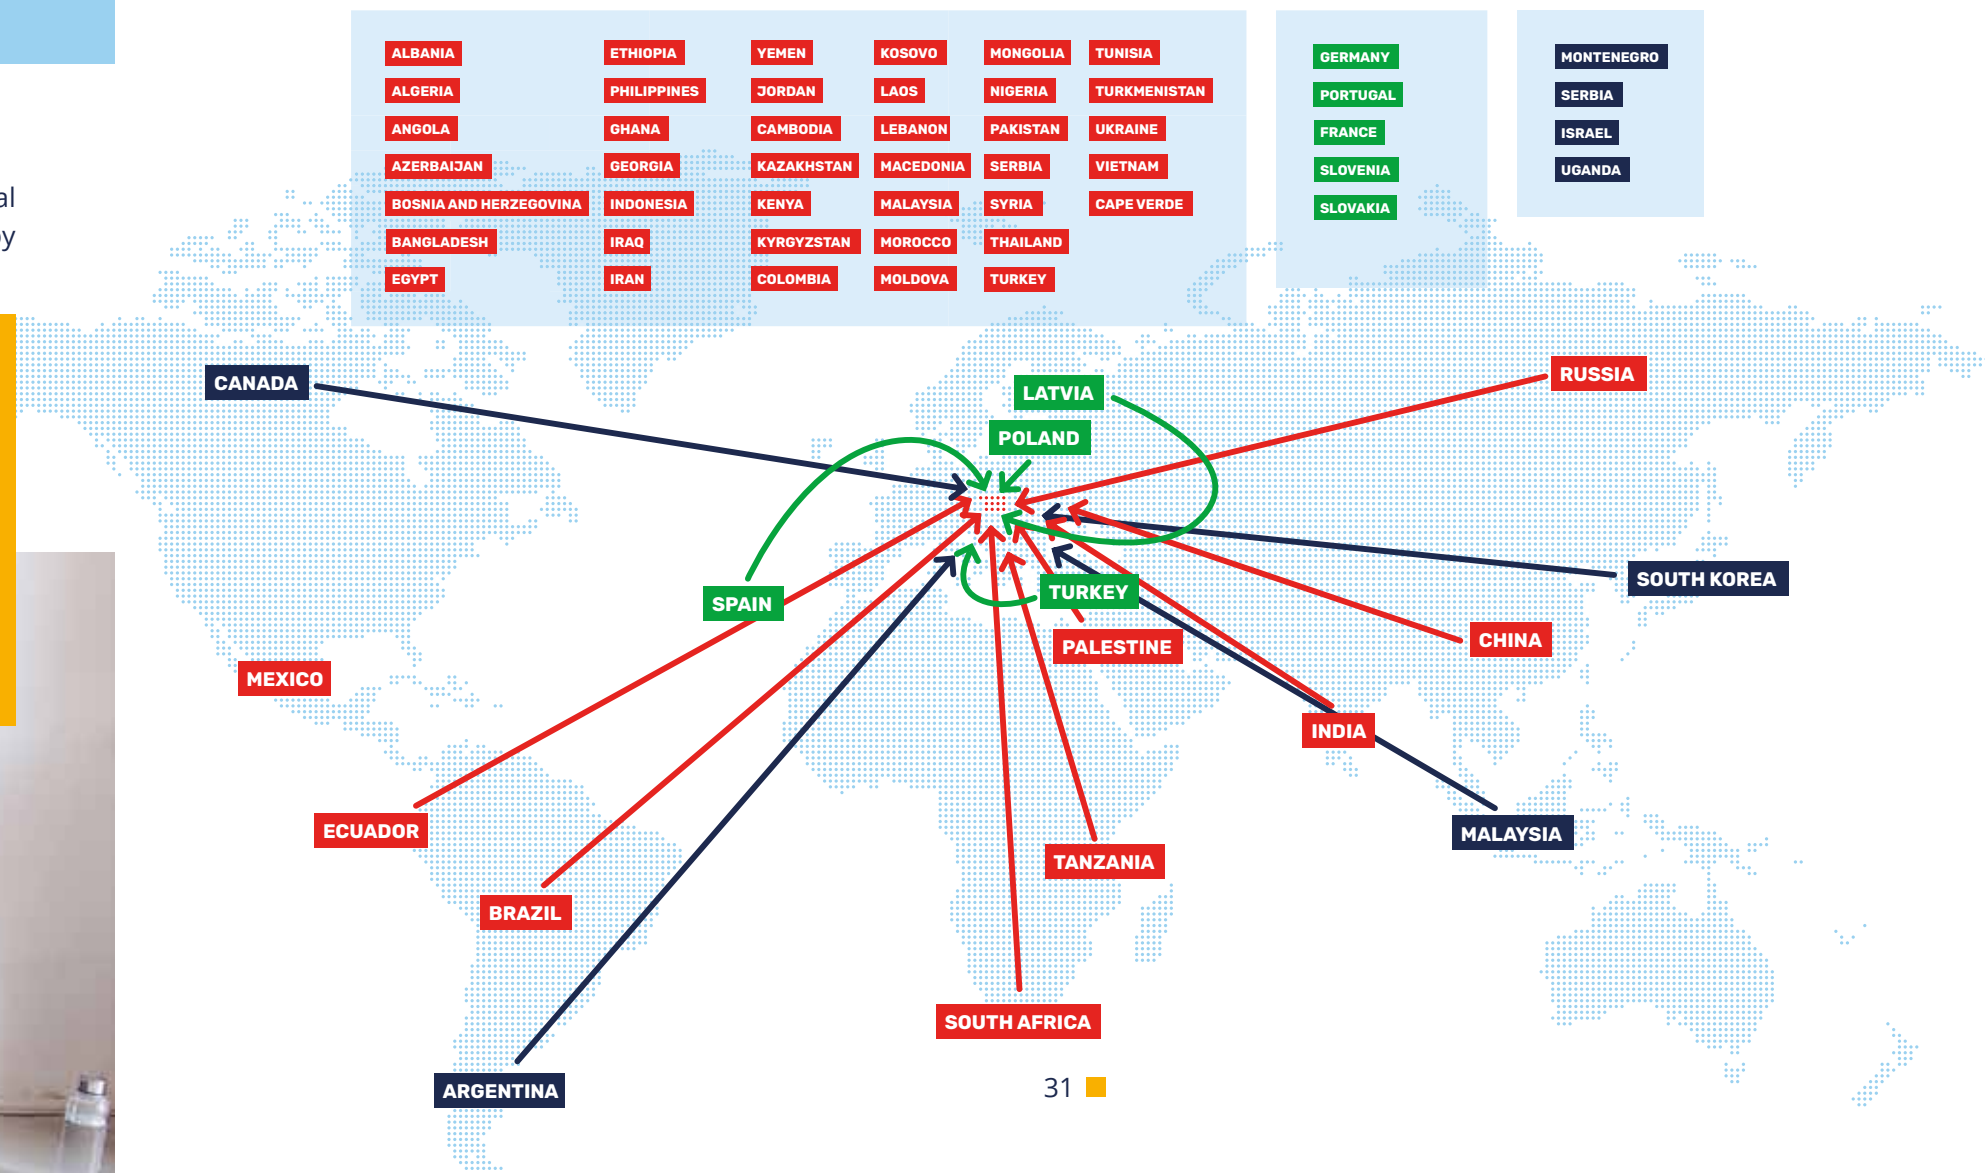 al
by
ALBANIA
ALGERIA
ANGOLA
AZERBAIJAN
BOSNIA AND HERZEGOVINA
BANGLADESH
EGYPT
ETHIOPIA
PHILIPPINES
GHANA
GEORGIA
INDONESIA
IRAQ
IRAN
YEMEN
JORDAN
CAMBODIA
KAZAKHSTAN
KENYA
KYRGYZSTAN
COLOMBIA
KOSOVO
LAOS
LEBANON
MACEDONIA
MALAYSIA
MOROCCO
MOLDOVA
MONGOLIA
NIGERIA
PAKISTAN
SERBIA
SYRIA
THAILAND
TURKEY
TUNISIA
TURKMENISTAN
UKRAINE
VIETNAM
CAPE VERDE
GERMANY
PORTUGAL
FRANCE
SLOVENIA
SLOVAKIA
MONTENEGRO
SERBIA
ISRAEL
UGANDA
CANADA
LATVIA
POLAND
RUSSIA
SPAIN
TURKEY
SOUTH KOREA
PALESTINE
CHINA
MEXICO
INDIA
ECUADOR
MALAYSIA
TANZANIA
BRAZIL
SOUTH AFRICA
ARGENTINA
31